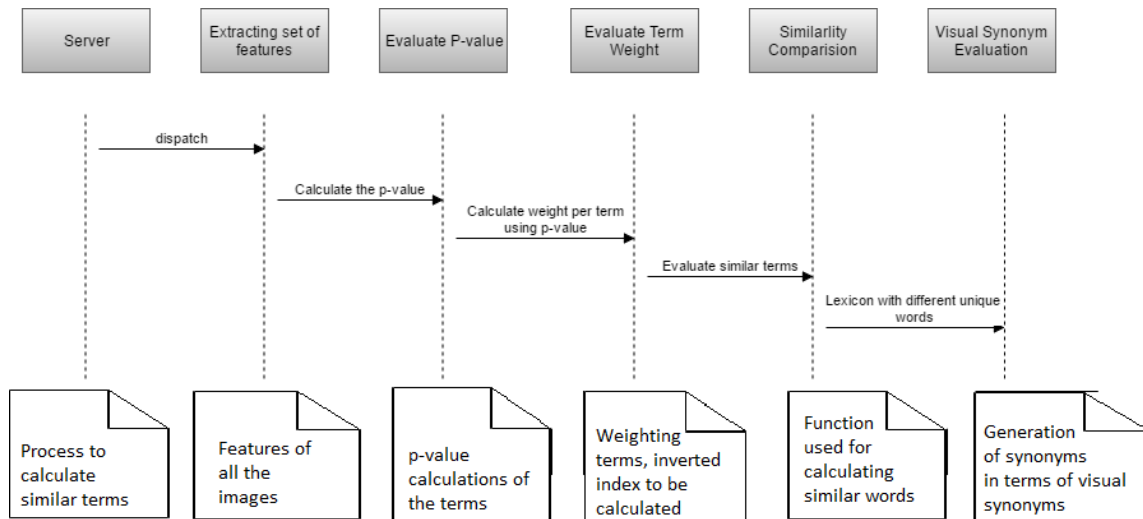 Server
Extracting set of
features
Evaluate P-value
Evaluate Term
Weight
Similarlity
Comparision
Visual Synonym
Evaluation
dispatch
Calculate the p-value
Calculate weight per term
using p-value
Evaluate similar terms
Lexicon with different unique
words
Process to
calculate
similar terms
Features of
all the
images
p-value
calculations of
the terms
Weighting
terms, inverted
index to be
calculated
Function
used for
calculating
similar words
Generation
of synonyms
in terms of visual
synonyms